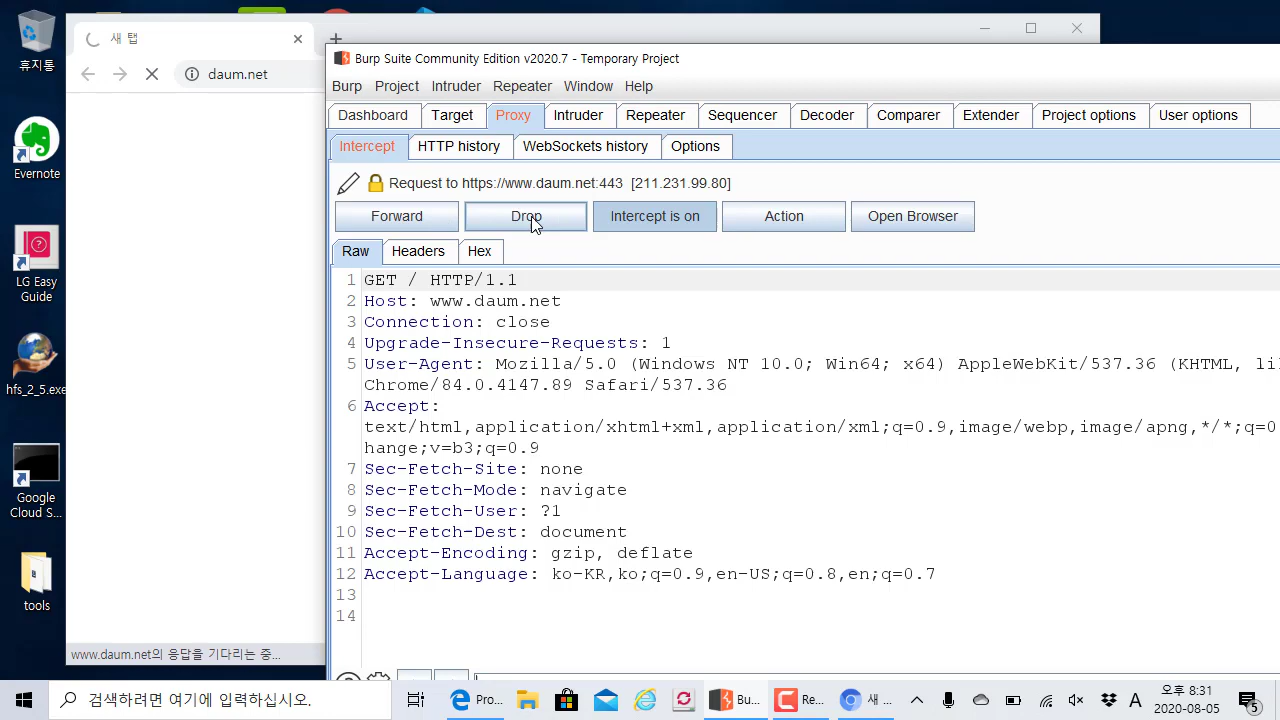 휴지통
Evernote
LG Easy
Guide
hfs_2_5.exe
Google
Cloud S...
tools
새 탭
daum.net
www.daum.net의 응답을 기다리는 중...
Burp Suite Community Edition v2020.7 - Temporary Project
Burp Project Intruder Repeater Window Help
Dashboard Target Proxy Intruder Repeater Sequencer Decoder Comparer Extender Project options User options
Intercept HTTP history WebSockets history Options
Request to https://www.daum.net:443 [211.231.99.80]
Forward Drop Intercept is on Action Open Browser
Raw Headers Hex
1 GET / HTTP/1.1
2 Host: www.daum.net
3 Connection: close
4 Upgrade-Insecure-Requests: 1
5 User-Agent: Mozilla/5.0 (Windows NT 10.0; Win64; x64) AppleWebKit/537.36 (KHTML, li
Chrome/84.0.4147.89 Safari/537.36
6 Accept:
text/html,application/xhtml+xml,application/xml;q=0.9,image/webp,image/apng,*/*;q=0
hange;v=b3;q=0.9
7 Sec-Fetch-Site: none
8 Sec-Fetch-Mode: navigate
9 Sec-Fetch-User: ?1
10 Sec-Fetch-Dest: document
11 Accept-Encoding: gzip, deflate
12 Accept-Language: ko-KR,ko;q=0.9,en-US;q=0.8,en;q=0.7
13
14
검색하려면 여기에 입력하십시오.
Pro...
Bu...
Re...
새 ...
A
오후 8:31
2020-08-05
5